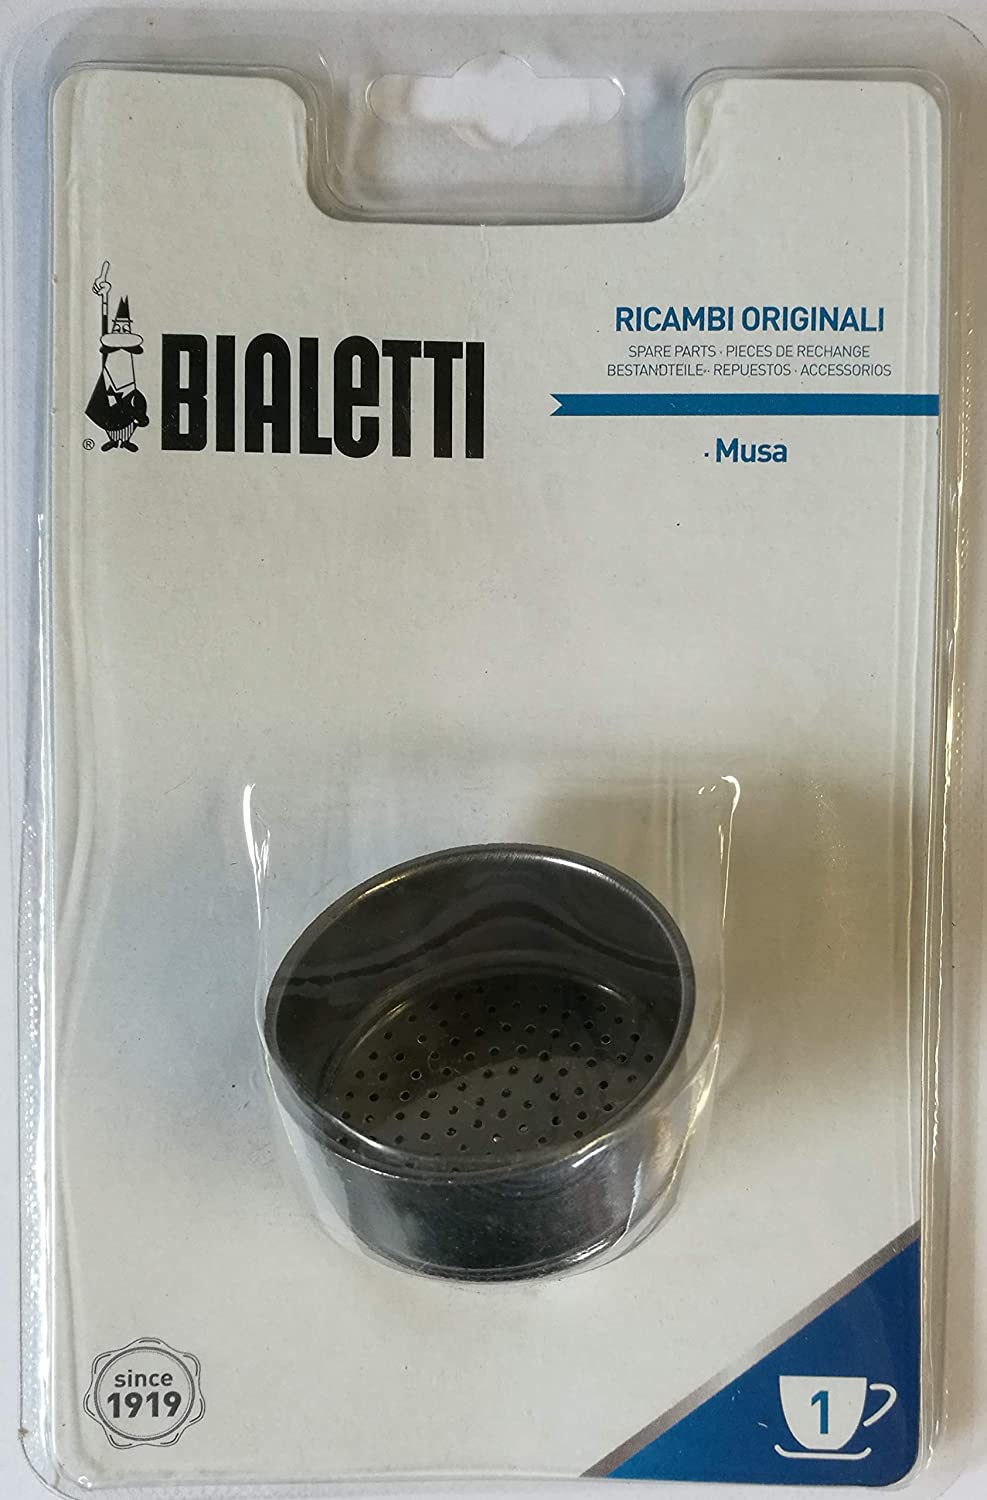 BIALETTI
®
RICAMBI ORIGINALI
SPARE PARTS · PIECES DE RECHANGE
BESTANDTEILE · REPUESTOS · ACCESSORIOS
· Musa
since
1919
1